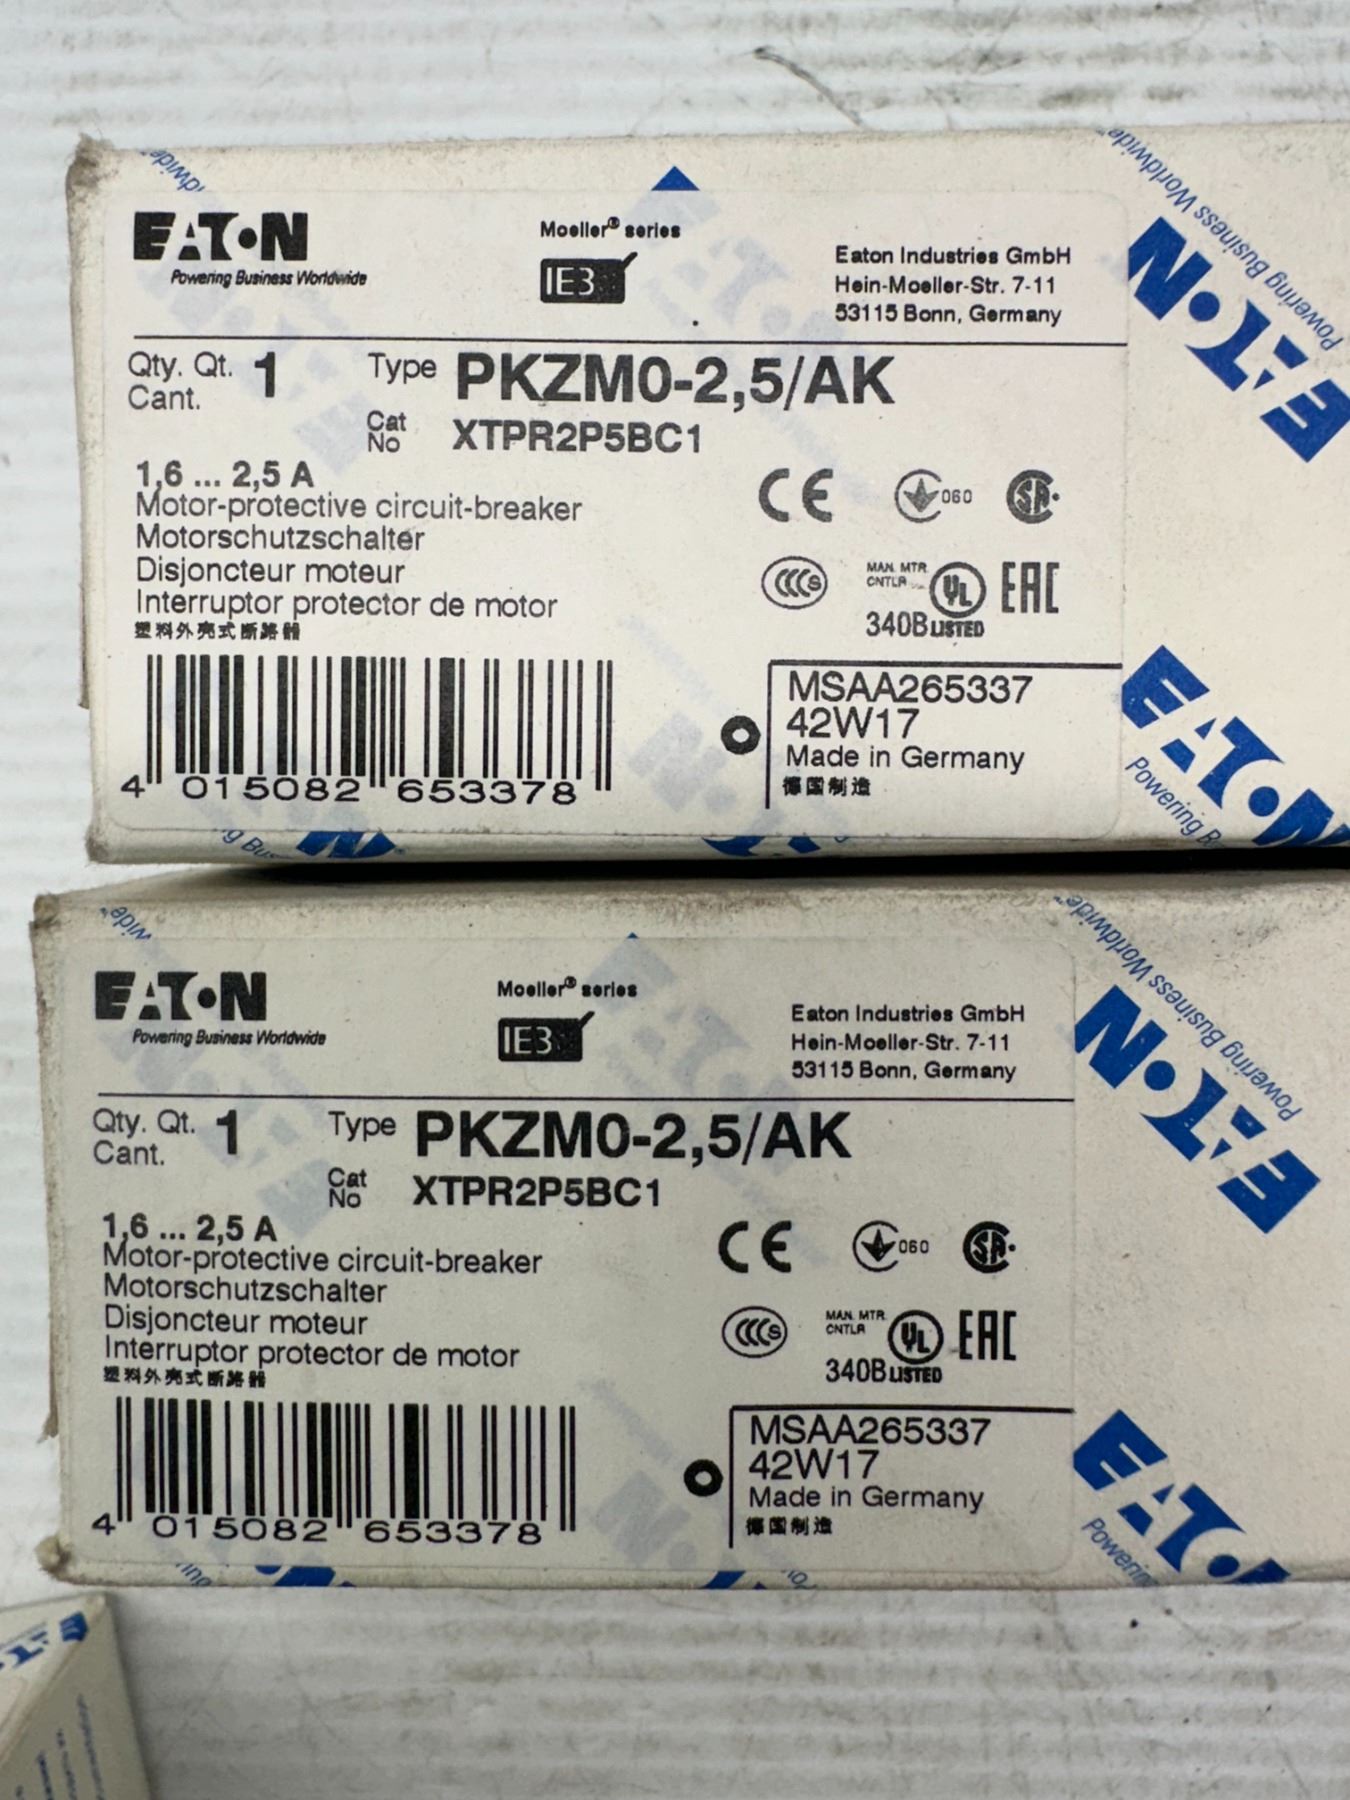 EATON
Powering Business Worldwide
Moeller® series
IE3
Eaton Industries GmbH
Hein-Moeller-Str. 7-11
53115 Bonn, Germany
Qty. Qt. 1
Cant.
Type PKZM0-2,5/AK
Cat No XTPR2P5BC1
1,6 ... 2,5 A
Motor-protective circuit-breaker
Motorschutzschalter
Disjoncteur moteur
Interruptor protector de motor
塑料外壳式断路器
CE
060
SA
CCC S
MAN. MTR. CNTLR
UL
EAC
340B LISTED
MSAA265337
42W17
Made in Germany
德国制造
4 015082 653378
EATON
Powering Business Worldwide
EATON
Powering B
EATON
Powering Business Worldwide
Moeller® series
IE3
Eaton Industries GmbH
Hein-Moeller-Str. 7-11
53115 Bonn, Germany
Qty. Qt. 1
Cant.
Type PKZM0-2,5/AK
Cat No XTPR2P5BC1
1,6 ... 2,5 A
Motor-protective circuit-breaker
Motorschutzschalter
Disjoncteur moteur
Interruptor protector de motor
塑料外壳式断路器
CE
060
SA
CCC S
MAN. MTR. CNTLR
UL
EAC
340B LISTED
MSAA265337
42W17
Made in Germany
德国制造
4 015082 653378
EATON
Powering Business Worldwide
EATON
Powering